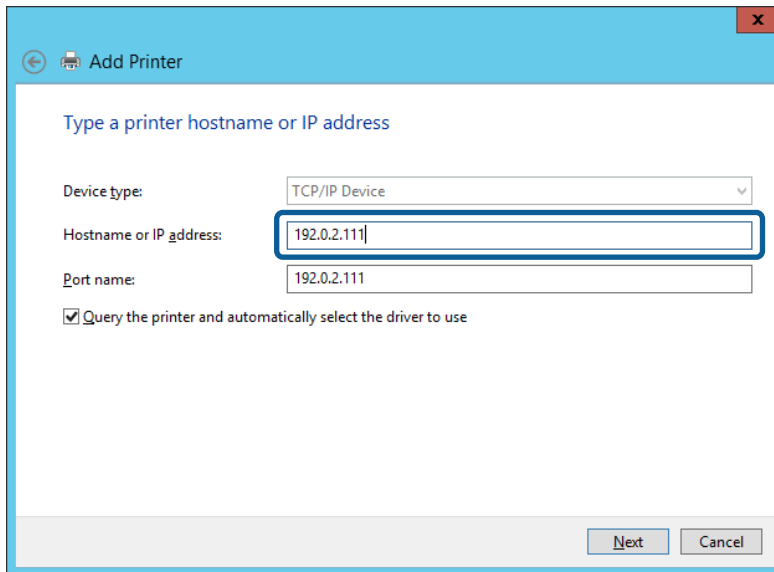 x
Add Printer
Type a printer hostname or IP address
Device type: TCP/IP Device
Hostname or IP address: 192.0.2.111
Port name: 192.0.2.111
Query the printer and automatically select the driver to use
Next Cancel